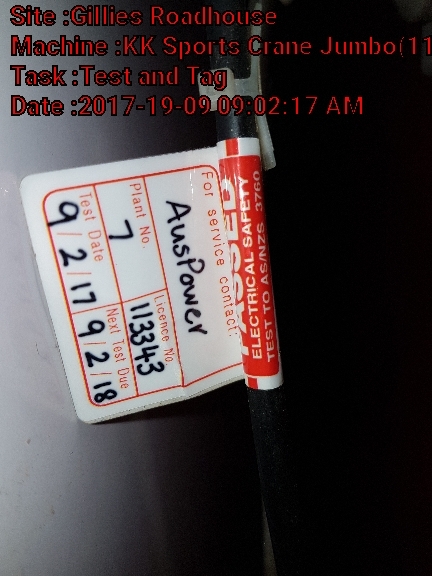 Site :Gillies Roadhouse
Machine :KK Sports Crane Jumbo(11
Task :Test and Tag
Date :2017-19-09 09:02:17 AM
For service contact:
AusPower
Plant No.
7
Licence No.
113343
Test Date
9/2/17
Next Test Due
9/2/18
PASSED
ELECTRICAL SAFETY
TEST TO AS/NZS 3760